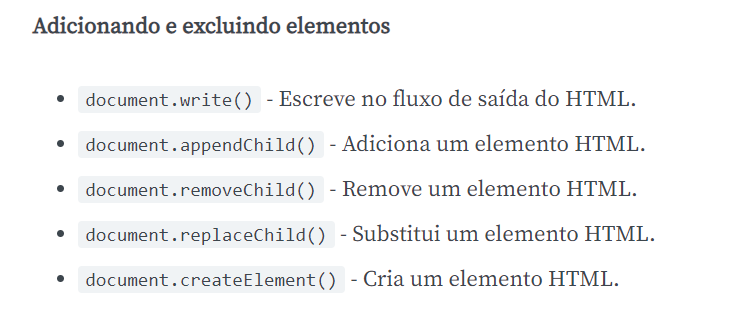 Adicionando e excluindo elementos
• document.write() - Escreve no fluxo de saída do HTML.
• document.appendChild() - Adiciona um elemento HTML.
• document.removeChild() - Remove um elemento HTML.
• document.replaceChild() - Substitui um elemento HTML.
• document.createElement() - Cria um elemento HTML.